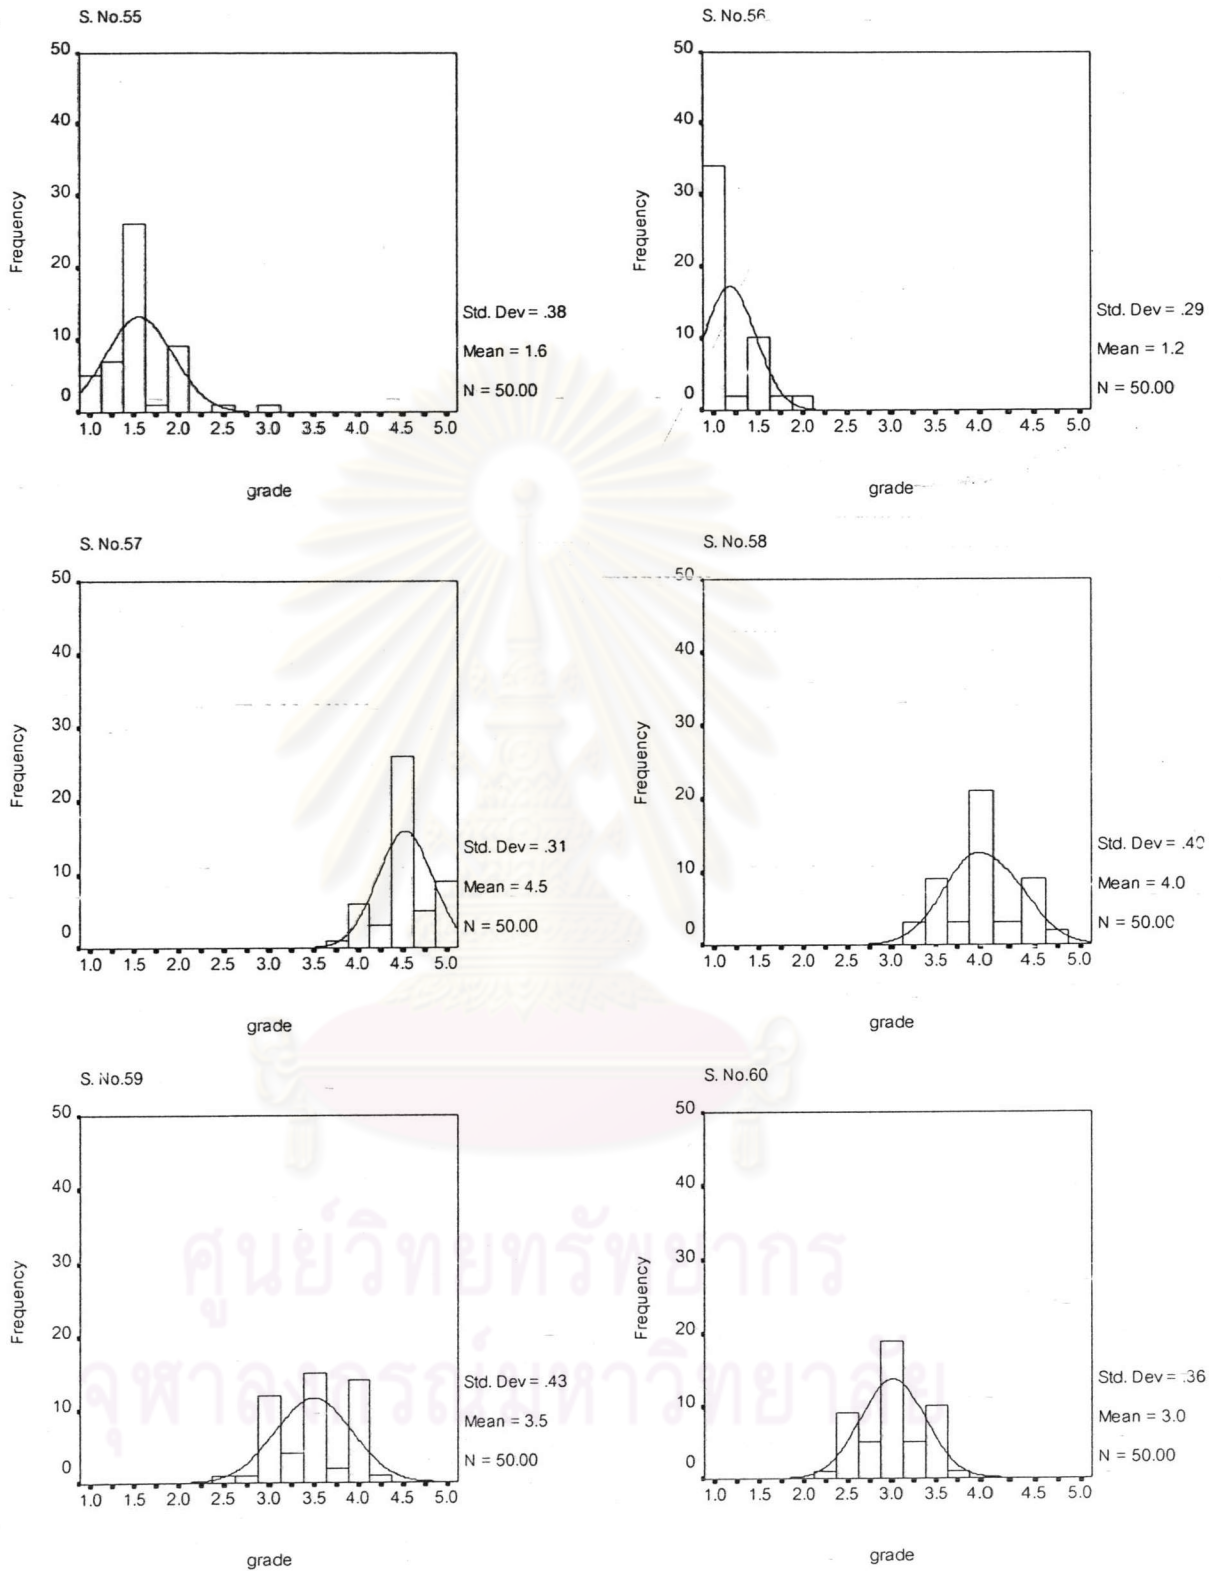 S. No.55
50
40
30
20
10
0
Frequency
1.0 1.5 2.0 2.5 3.0 3.5 4.0 4.5 5.0
grade
Std. Dev = .38
Mean = 1.6
N = 50.00
S. No.56
50
40
30
20
10
0
Frequency
1.0 1.5 2.0 2.5 3.0 3.5 4.0 4.5 5.0
grade
Std. Dev = .29
Mean = 1.2
N = 50.00
S. No.57
50
40
30
20
10
0
Frequency
1.0 1.5 2.0 2.5 3.0 3.5 4.0 4.5 5.0
grade
Std. Dev = .31
Mean = 4.5
N = 50.00
S. No.58
50
40
30
20
10
0
Frequency
1.0 1.5 2.0 2.5 3.0 3.5 4.0 4.5 5.0
grade
Std. Dev = .40
Mean = 4.0
N = 50.00
S. No.59
50
40
30
20
10
0
Frequency
1.0 1.5 2.0 2.5 3.0 3.5 4.0 4.5 5.0
grade
Std. Dev = .43
Mean = 3.5
N = 50.00
S. No.60
50
40
30
20
10
0
Frequency
1.0 1.5 2.0 2.5 3.0 3.5 4.0 4.5 5.0
grade
Std. Dev = .36
Mean = 3.0
N = 50.00
ศูนย์วิทยทรัพยากร
จุฬาลงกรณ์มหาวิทยาลัย